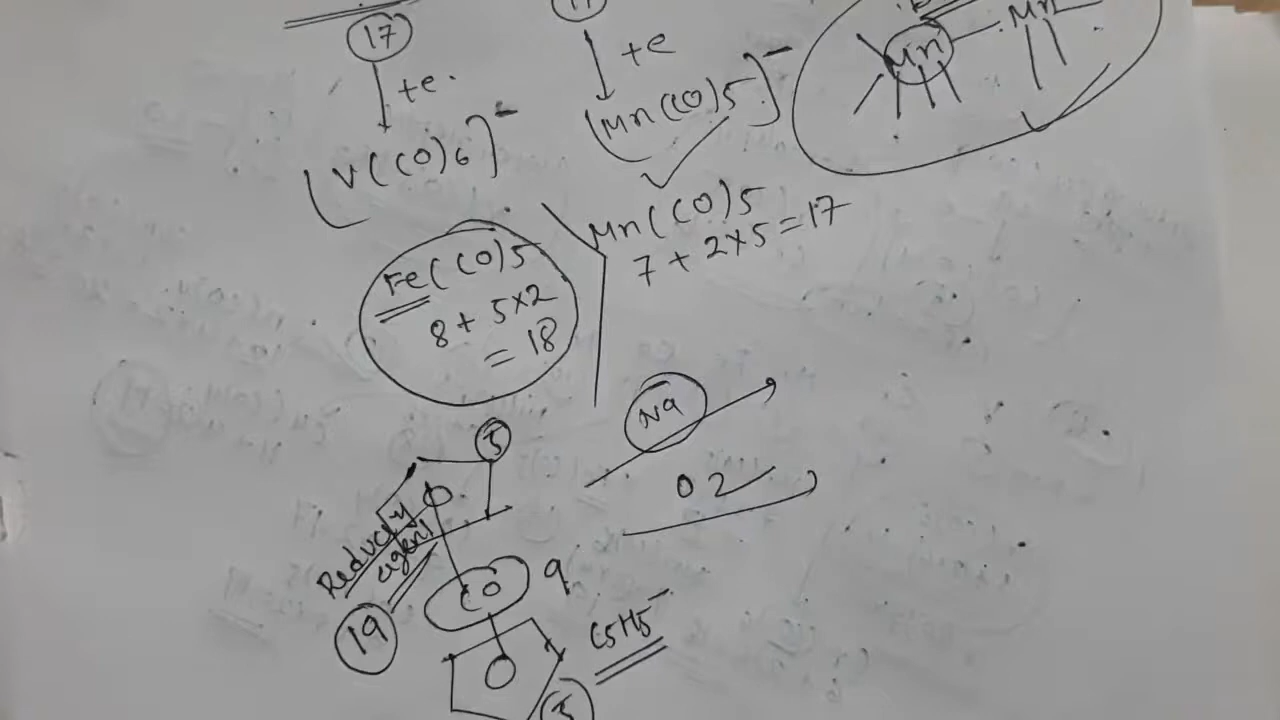 17
+e
[V(CO)6]-
+e
[Mn(CO)5]-
Mn Mn
Fe(CO)5
8 + 5×2
= 18
Mn(CO)5
7 + 2×5 = 17
Na
O2
5
Reducing
agent
19
Co 9
C5H5-
5